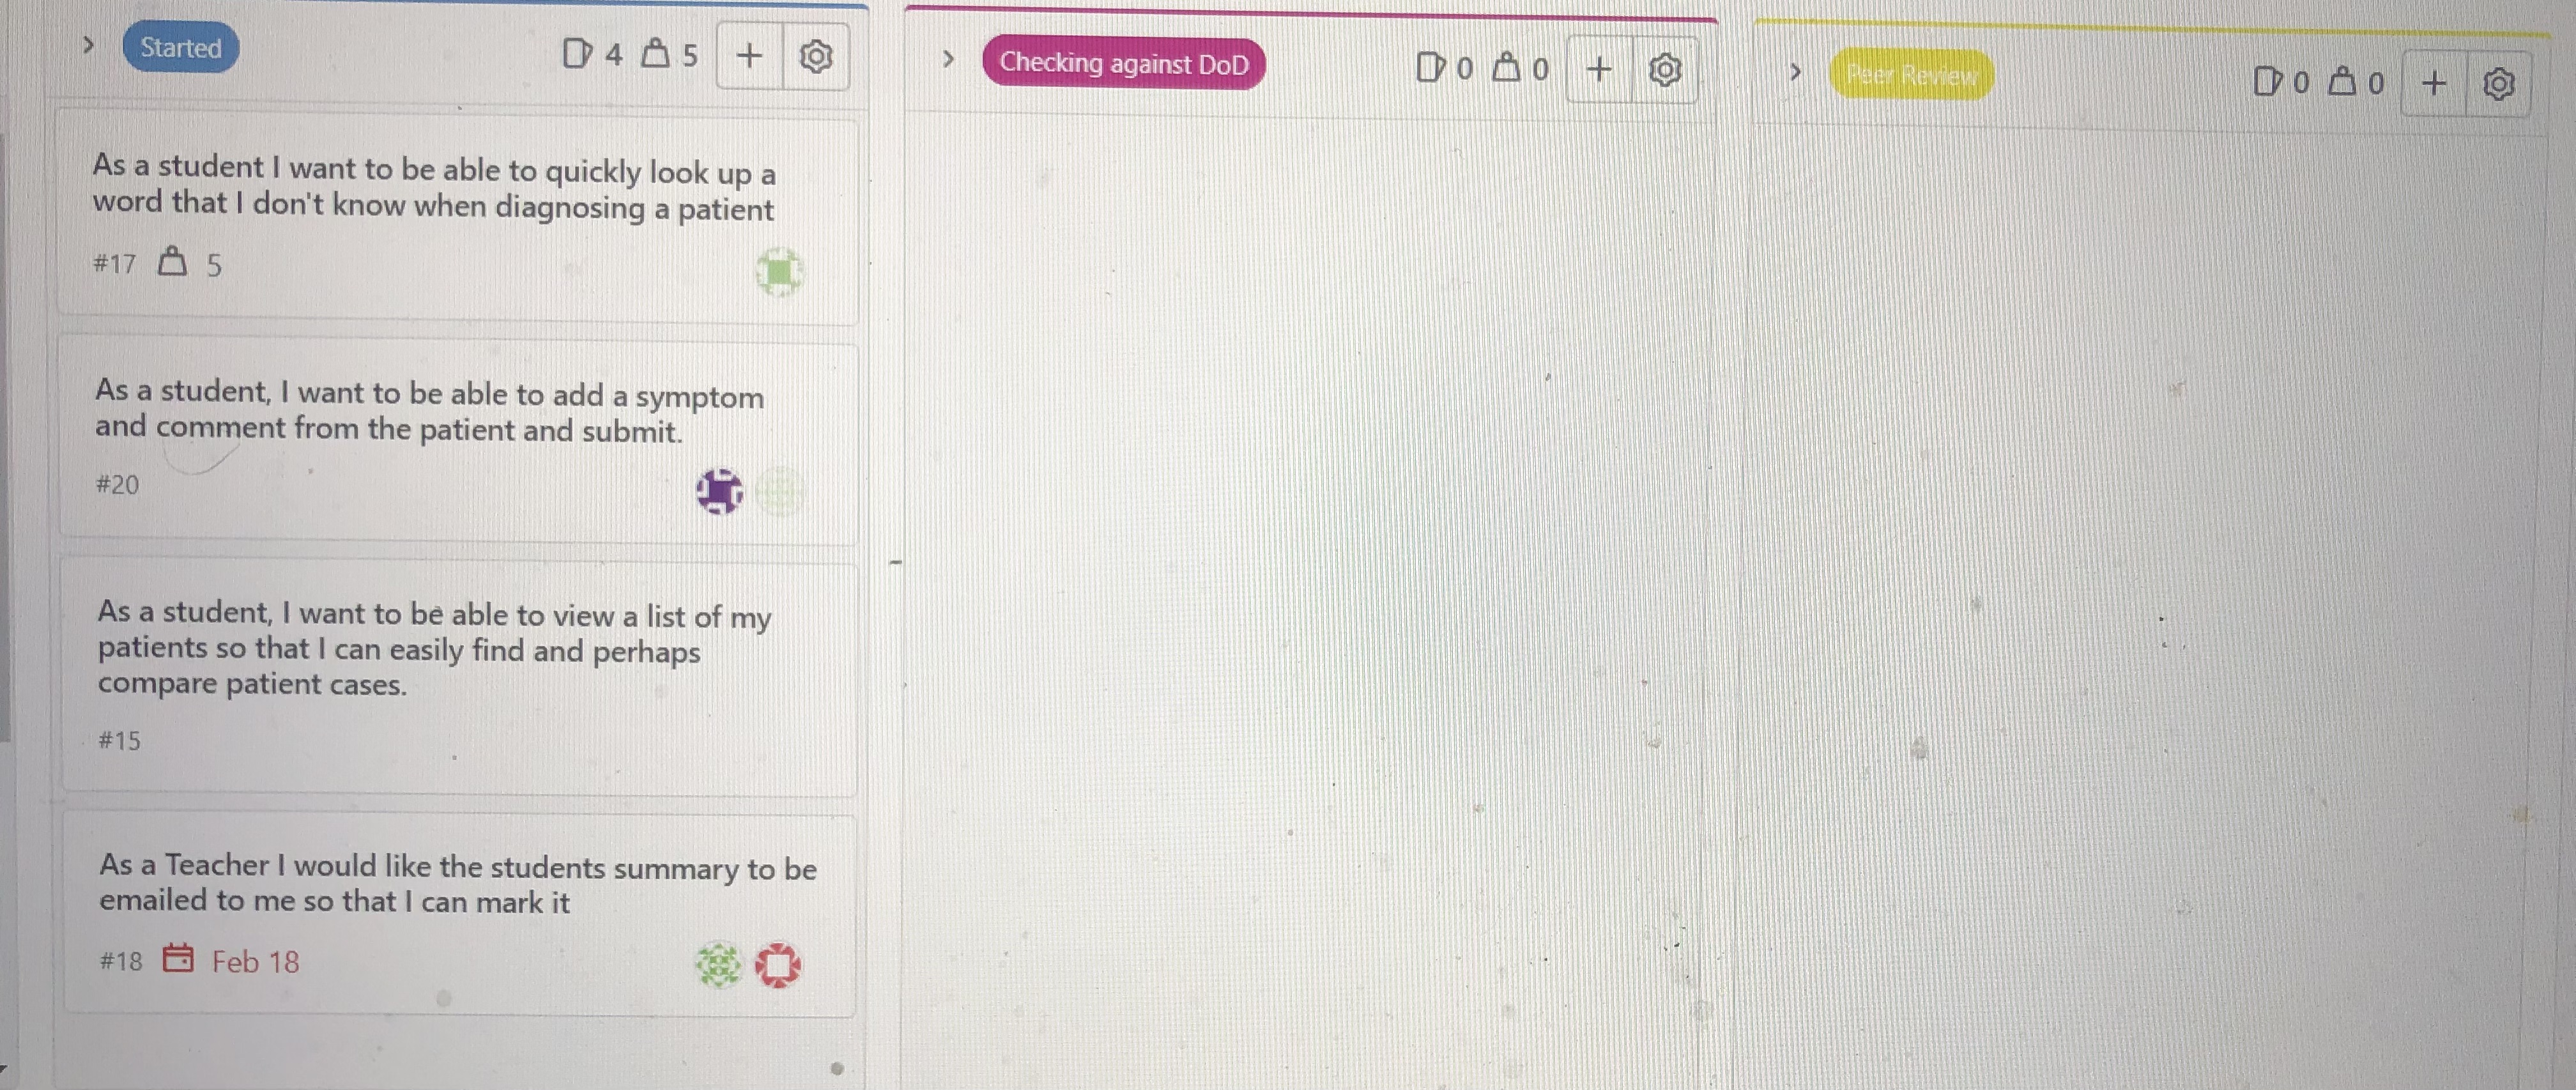 Started
4
5
As a student I want to be able to quickly look up a
word that I don't know when diagnosing a patient
#17
5
As a student, I want to be able to add a symptom
and comment from the patient and submit.
#20
As a student, I want to be able to view a list of my
patients so that I can easily find and perhaps
compare patient cases.
#15
As a Teacher I would like the students summary to be
emailed to me so that I can mark it
#18
Feb 18
Checking against DoD
0
0
Peer Review
0
0